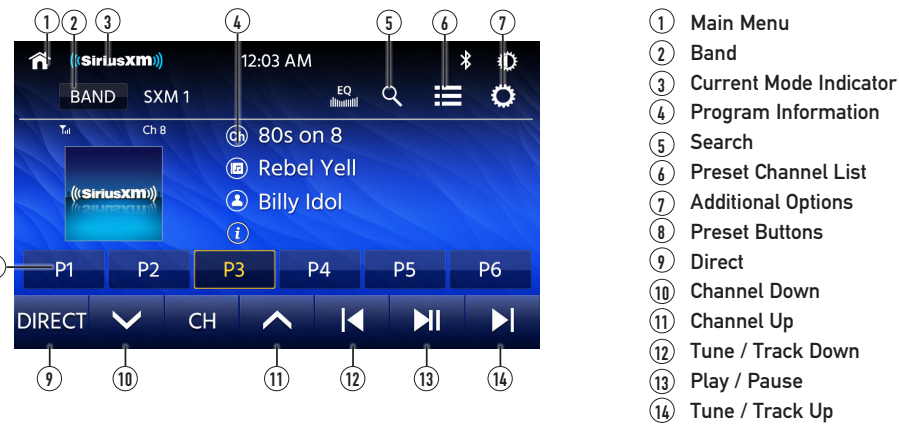 1 2 3 4 5 6 7
((SiriusXM)) 12:03 AM
BAND SXM 1 EQ
Ch 8 Ch 80s on 8
Rebel Yell
((SiriusXM))
Billy Idol
i
P1 P2 P3 P4 P5 P6
DIRECT CH
9 10 11 12 13 14
1 Main Menu
2 Band
3 Current Mode Indicator
4 Program Information
5 Search
6 Preset Channel List
7 Additional Options
8 Preset Buttons
9 Direct
10 Channel Down
11 Channel Up
12 Tune / Track Down
13 Play / Pause
14 Tune / Track Up